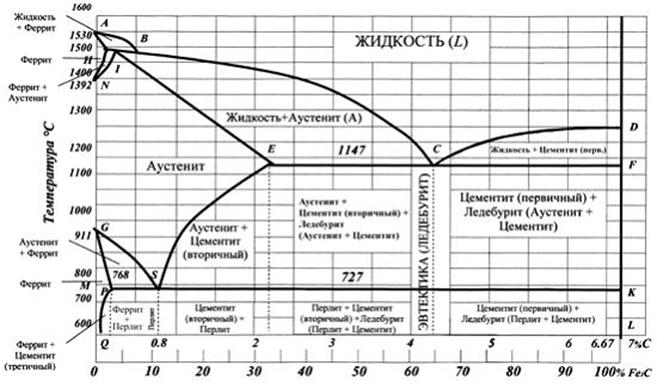 1600
Жидкость
+ Феррит
A
1530
B
ЖИДКОСТЬ (L)
1500
Феррит
H
I
1400
1392
N
Феррит +
Аустенит
1300
Жидкость+Аустенит (А)
D
1200
E
1147
C
Жидкость + Цементит (перв.)
F
1100
Температура °С
Аустенит
Аустенит +
Цементит (вторичный) +
Ледебурит
(Аустенит + Цементит)
Цементит (первичный) +
Ледебурит (Аустенит +
Цементит)
1000
G
911
Аустенит +
Цементит
(вторичный)
ЭВТЕКТИКА (ЛЕДЕБУРИТ)
Аустенит
+ Феррит
800
768
S
727
Феррит
M
P
K
700
Феррит
+
Перлит
Перлит
Цементит
(вторичный) +
Перлит
Перлит + Цементит
(вторичный)+Ледебурит
(Перлит + Цементит)
Цементит (первичный) +
Ледебурит (Перлит + Цементит)
600
L
Феррит +
Цементит
(третичный)
Q
0.8
2
3
4
5
6
6.67
7%C
0
10
20
30
40
50
60
70
80
90
100% Fe₃C